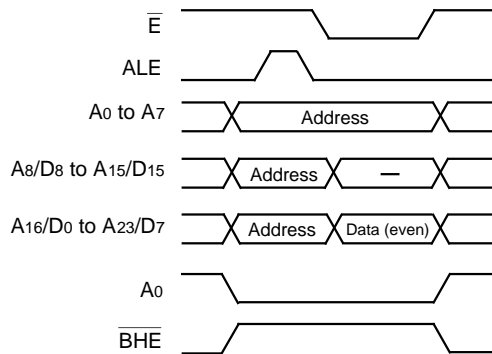 E
ALE
A0 to A7 Address
A8/D8 to A15/D15 Address —
A16/D0 to A23/D7 Address Data (even)
A0
BHE